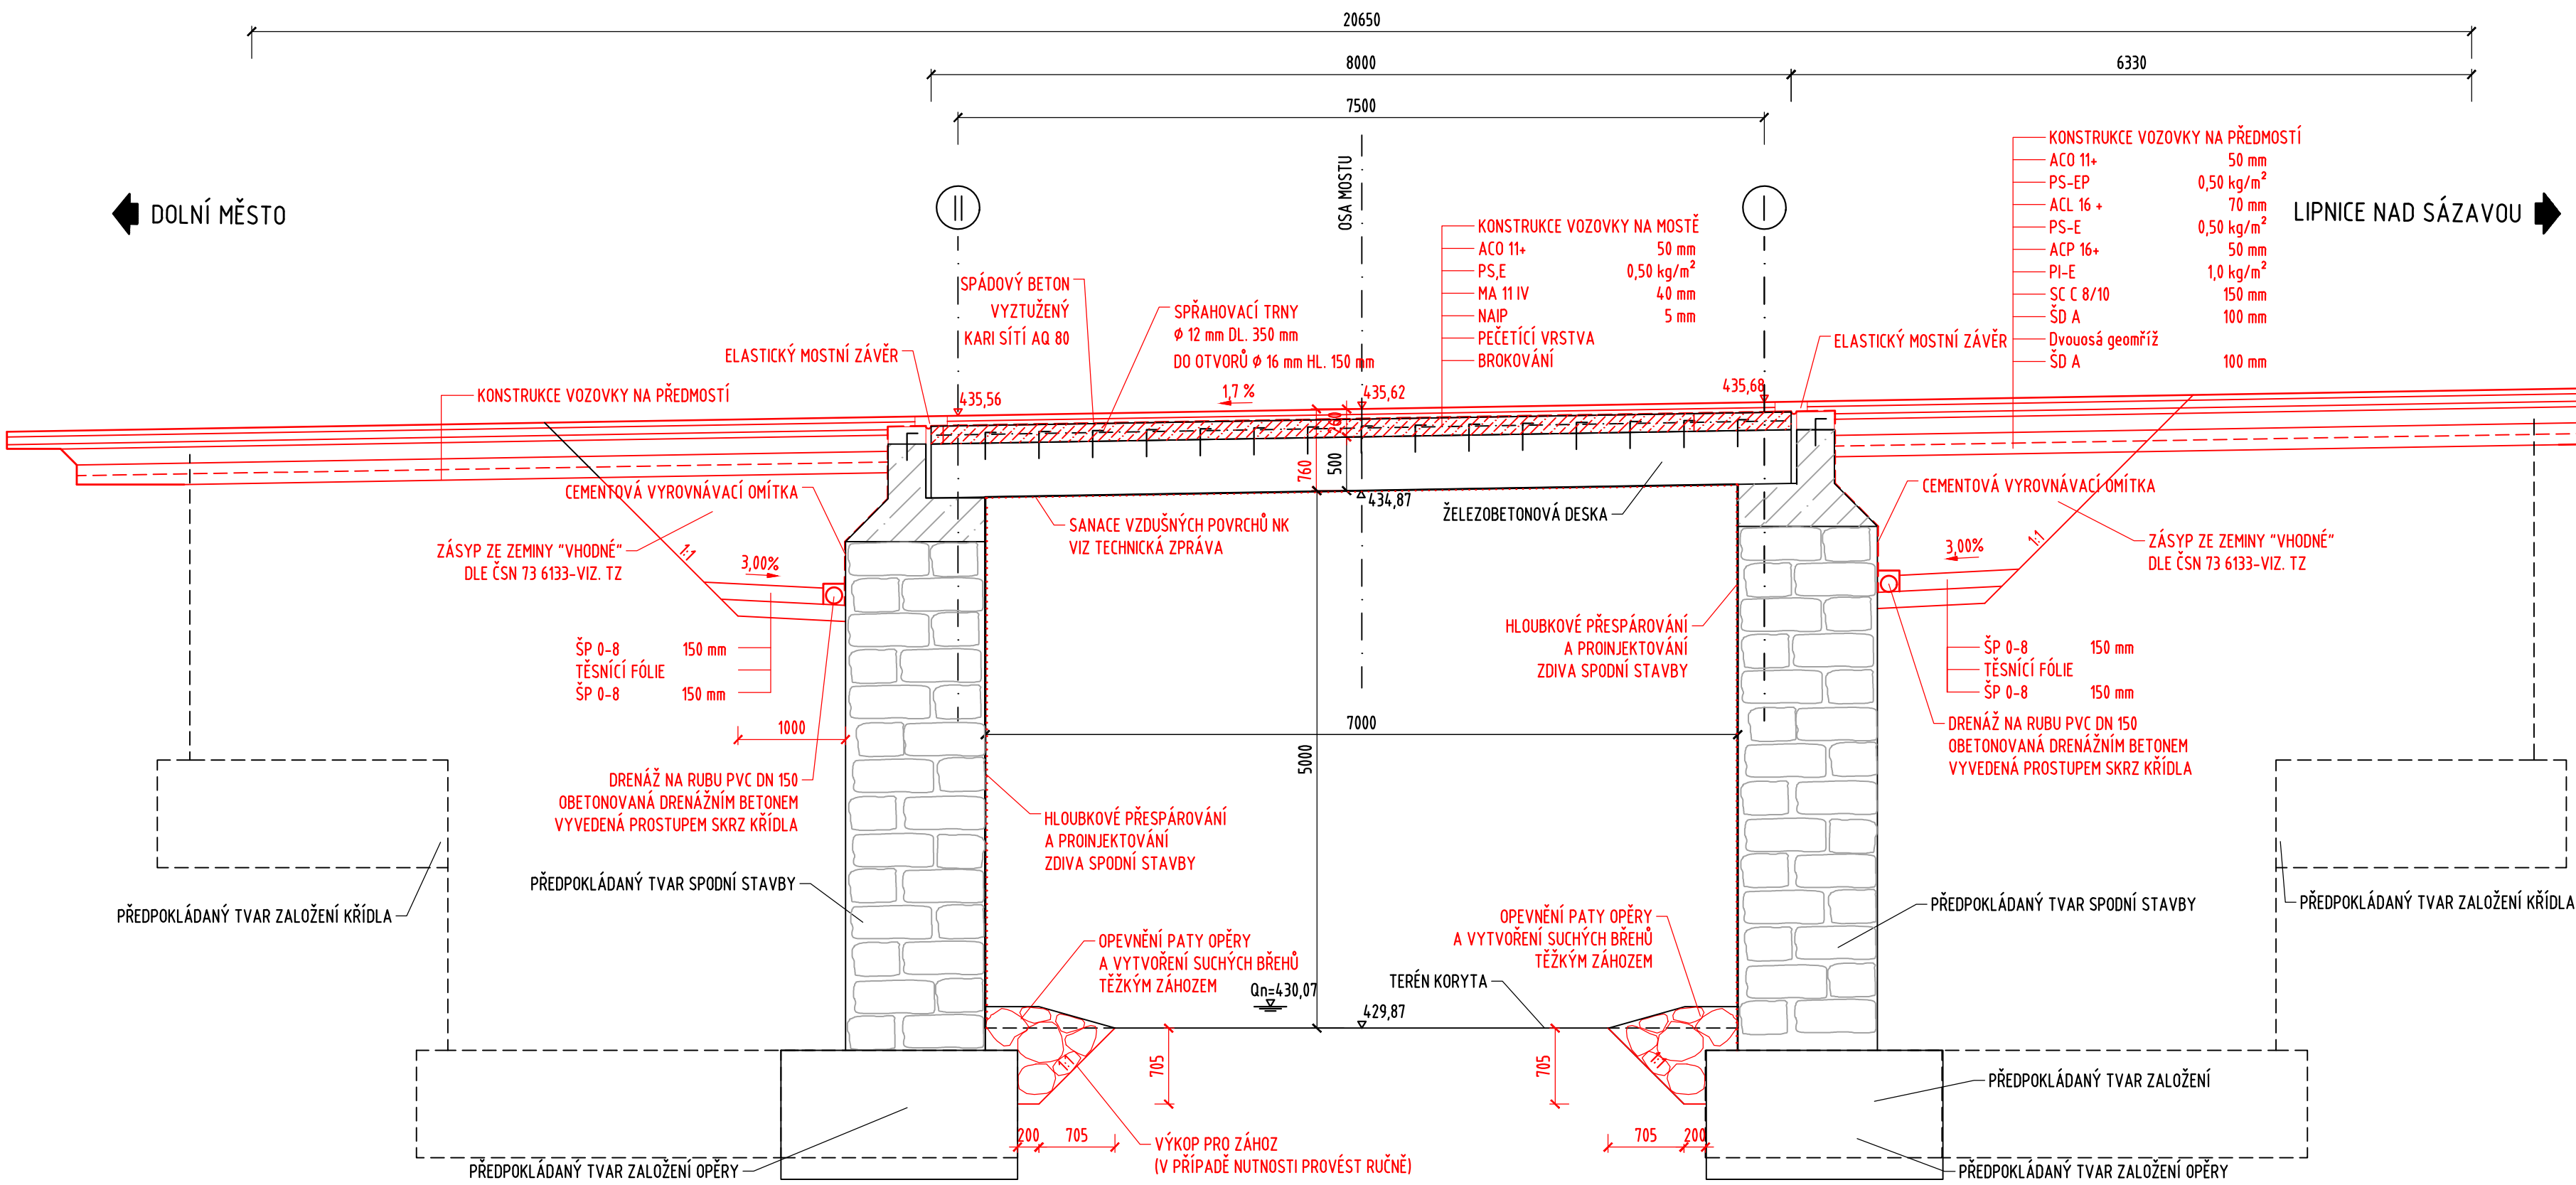 20650
8000
6330
7500
OSA MOSTU
DOLNÍ MĚSTO
II
I
LIPNICE NAD SÁZAVOU
KONSTRUKCE VOZOVKY NA PŘEDMOSTÍ
ACO 11+ 50 mm
PS-EP 0,50 kg/m²
ACL 16 + 70 mm
PS-E 0,50 kg/m²
ACP 16+ 50 mm
PI-E 1,0 kg/m²
SC C 8/10 150 mm
ŠD A 100 mm
Dvouosá geomříž
ŠD A 100 mm
KONSTRUKCE VOZOVKY NA MOSTĚ
ACO 11+ 50 mm
PS,E 0,50 kg/m²
MA 11 IV 40 mm
NAIP 5 mm
PEČETÍCÍ VRSTVA
BROKOVÁNÍ
SPÁDOVÝ BETON
VYZTUŽENÝ
KARI SÍTÍ AQ 80
SPŘAHOVACÍ TRNY
ϕ 12 mm DL. 350 mm
DO OTVORŮ ϕ 16 mm HL. 150 mm
ELASTICKÝ MOSTNÍ ZÁVĚR
ELASTICKÝ MOSTNÍ ZÁVĚR
KONSTRUKCE VOZOVKY NA PŘEDMOSTÍ
435,56
1,7 %
435,62
435,68
260
760
500
434,87
CEMENTOVÁ VYROVNÁVACÍ OMÍTKA
CEMENTOVÁ VYROVNÁVACÍ OMÍTKA
SANACE VZDUŠNÝCH POVRCHŮ NK
VIZ TECHNICKÁ ZPRÁVA
ŽELEZOBETONOVÁ DESKA
ZÁSYP ZE ZEMINY "VHODNÉ"
DLE ČSN 73 6133-VIZ. TZ
1:1
3,00%
3,00%
1:1
ZÁSYP ZE ZEMINY "VHODNÉ"
DLE ČSN 73 6133-VIZ. TZ
ŠP 0-8 150 mm
TĚSNÍCÍ FÓLIE
ŠP 0-8 150 mm
HLOUBKOVÉ PŘESPÁROVÁNÍ
A PROINJEKTOVÁNÍ
ZDIVA SPODNÍ STAVBY
ŠP 0-8 150 mm
TĚSNÍCÍ FÓLIE
ŠP 0-8 150 mm
1000
7000
5000
DRENÁŽ NA RUBU PVC DN 150
OBETONOVANÁ DRENÁŽNÍM BETONEM
VYVEDENÁ PROSTUPEM SKRZ KŘÍDLA
DRENÁŽ NA RUBU PVC DN 150
OBETONOVANÁ DRENÁŽNÍM BETONEM
VYVEDENÁ PROSTUPEM SKRZ KŘÍDLA
HLOUBKOVÉ PŘESPÁROVÁNÍ
A PROINJEKTOVÁNÍ
ZDIVA SPODNÍ STAVBY
PŘEDPOKLÁDANÝ TVAR SPODNÍ STAVBY
PŘEDPOKLÁDANÝ TVAR ZALOŽENÍ KŘÍDLA
PŘEDPOKLÁDANÝ TVAR SPODNÍ STAVBY
PŘEDPOKLÁDANÝ TVAR ZALOŽENÍ KŘÍDLA
OPEVNĚNÍ PATY OPĚRY
A VYTVOŘENÍ SUCHÝCH BŘEHŮ
TĚŽKÝM ZÁHOZEM
OPEVNĚNÍ PATY OPĚRY
A VYTVOŘENÍ SUCHÝCH BŘEHŮ
TĚŽKÝM ZÁHOZEM
Qn=430,07
429,87
TERÉN KORYTA
1:1
705
705
1:1
200
705
705
200
VÝKOP PRO ZÁHOZ
(V PŘÍPADĚ NUTNOSTI PROVÉST RUČNĚ)
PŘEDPOKLÁDANÝ TVAR ZALOŽENÍ
PŘEDPOKLÁDANÝ TVAR ZALOŽENÍ OPĚRY
PŘEDPOKLÁDANÝ TVAR ZALOŽENÍ OPĚRY